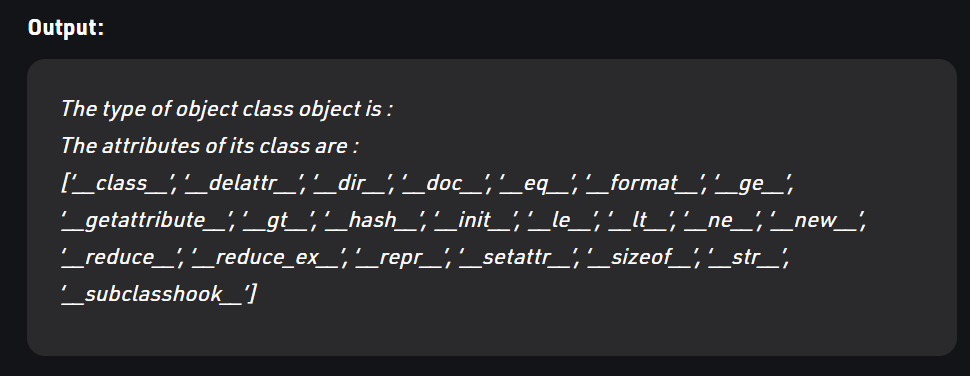 Output:
The type of object class object is :
The attributes of its class are :
[‘__class__’, ‘__delattr__’, ‘__dir__’, ‘__doc__’, ‘__eq__’, ‘__format__’, ‘__ge__’,
‘__getattribute__’, ‘__gt__’, ‘__hash__’, ‘__init__’, ‘__le__’, ‘__lt__’, ‘__ne__’, ‘__new__’,
‘__reduce__’, ‘__reduce_ex__’, ‘__repr__’, ‘__setattr__’, ‘__sizeof__’, ‘__str__’,
‘__subclasshook__’]